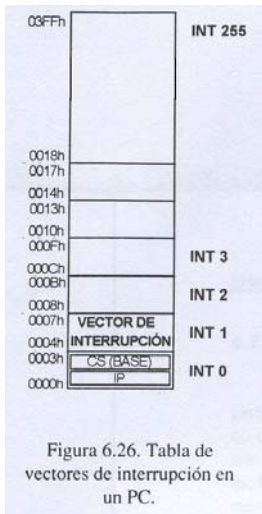 03FFh
INT 255
0018h
0017h
0014h
0013h
0010h
000Fh
000Ch
INT 3
000Bh
0008h
INT 2
0007h
VECTOR DE
INTERRUPCIÓN
0004h
INT 1
0003h
CS (BASE)
INT 0
IP
0000h
Figura 6.26. Tabla de
vectores de interrupción en
un PC.